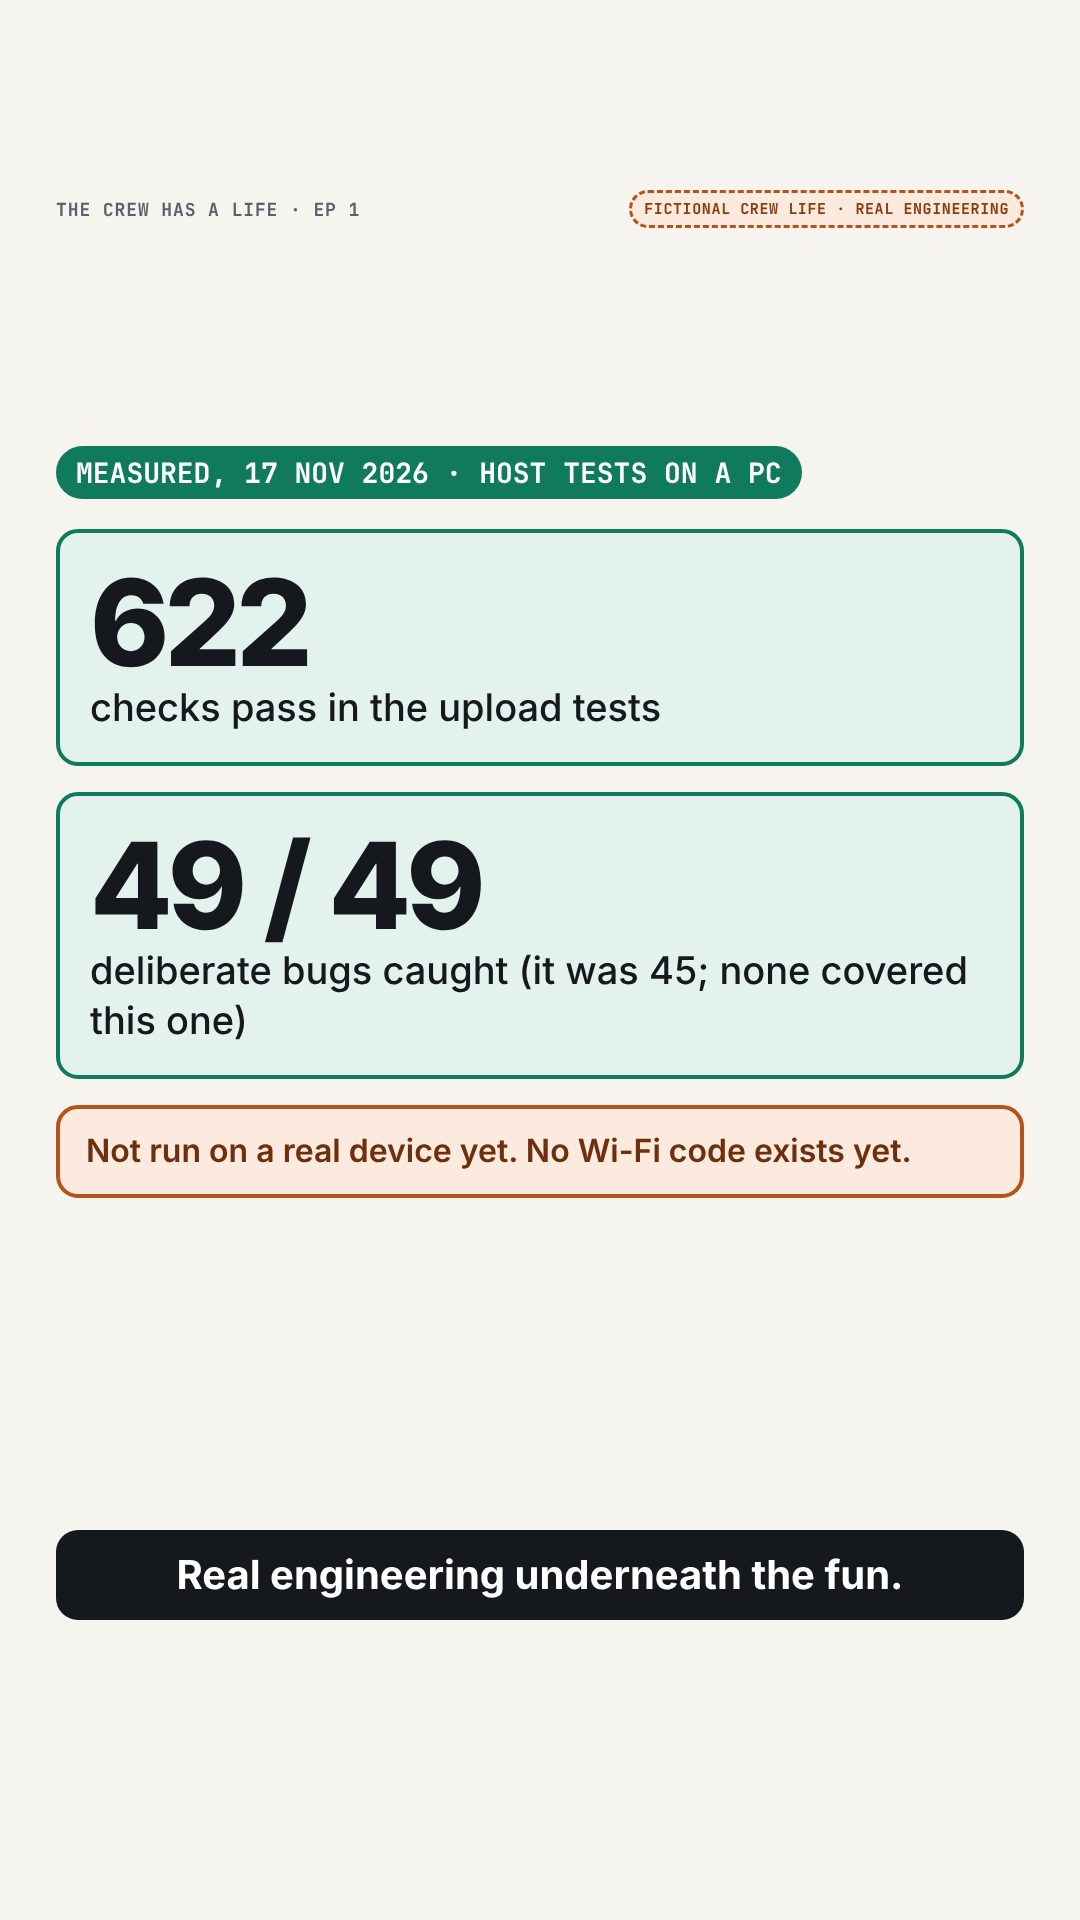 THE CREW HAS A LIFE · EP 1
FICTIONAL CREW LIFE · REAL ENGINEERING
MEASURED, 17 NOV 2026 · HOST TESTS ON A PC
622
checks pass in the upload tests
49 / 49
deliberate bugs caught (it was 45; none covered
this one)
Not run on a real device yet. No Wi-Fi code exists yet.
Real engineering underneath the fun.